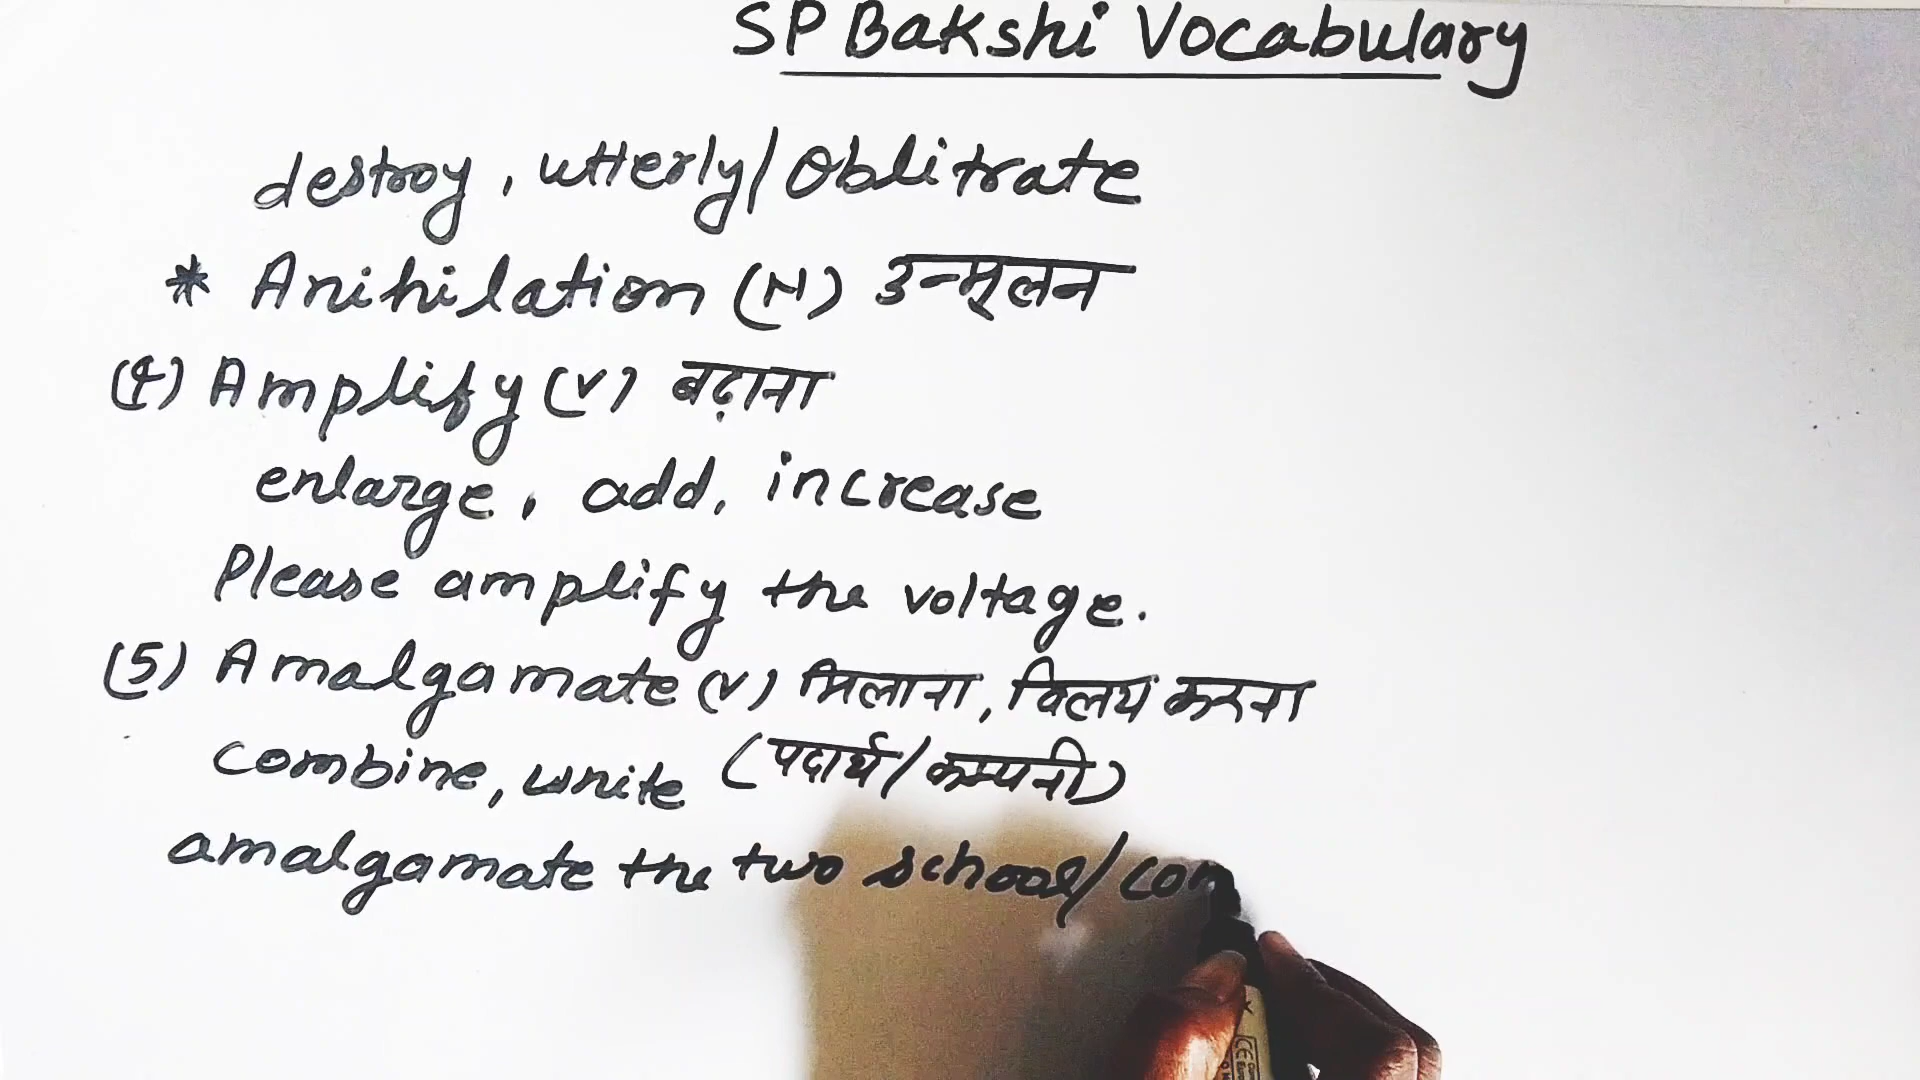 SP Bakshi Vocabulary
destroy, utterly/Oblitrate
* Anihilation (N) उन्मूलन
(4) Amplify (V) बढ़ाना
enlarge, add, increase
Please amplify the voltage.
(5) Amalgamate (V) मिलाना, विलय करना
combine, unite (पदार्थ/कम्पनी)
amalgamate the two school/com
CE